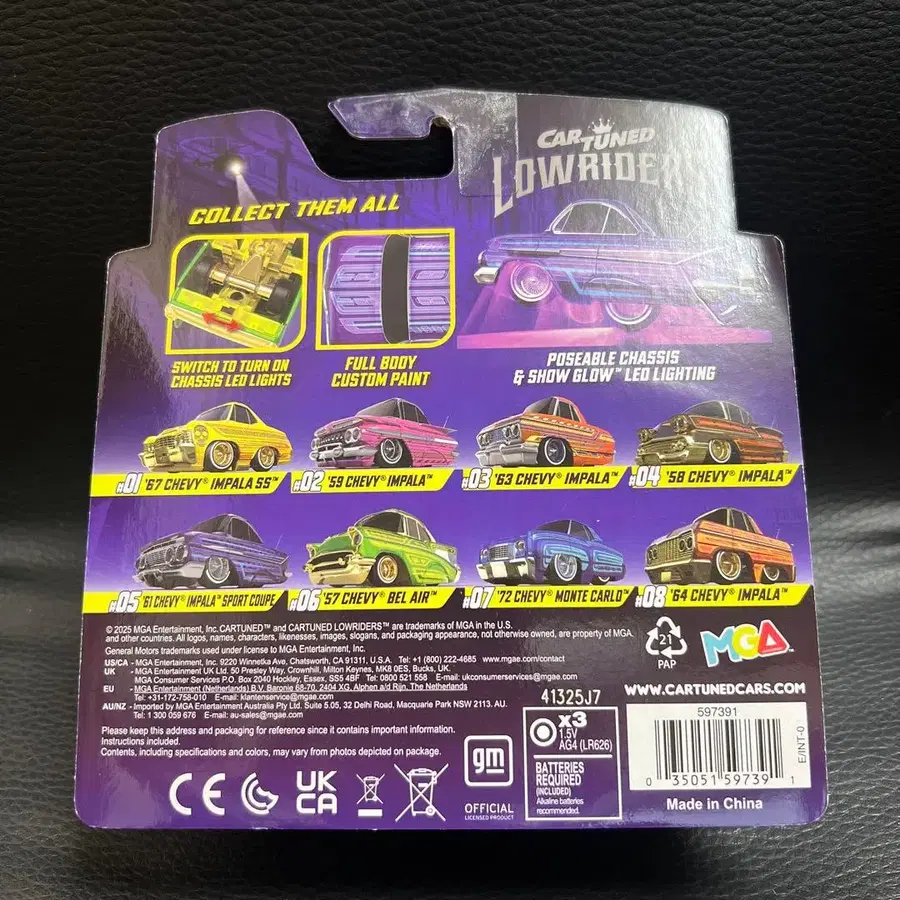 CARTUNED
LOWRIDERS
COLLECT THEM ALL
SWITCH TO TURN ON
CHASSIS LED LIGHTS
FULL BODY
CUSTOM PAINT
POSEABLE CHASSIS
& SHOW GLOW™ LED LIGHTING
#01 '67 CHEVY® IMPALA SS™
#02 '59 CHEVY® IMPALA™
#03 '63 CHEVY® IMPALA™
#04 '58 CHEVY® IMPALA™
#05 '61 CHEVY® IMPALA™ SPORT COUPE
#06 '57 CHEVY® BEL AIR™
#07 '72 CHEVY® MONTE CARLO™
#08 '64 CHEVY® IMPALA™
© 2025 MGA Entertainment, Inc. CARTUNED™ and CARTUNED LOWRIDERS™ are trademarks of MGA in the U.S.
and other countries. All logos, names, characters, likenesses, images, slogans, and packaging appearance, not otherwise owned, are property of MGA.
General Motors trademarks used under license to MGA Entertainment, Inc.
US/CA - MGA Entertainment, Inc. 9220 Winnetka Ave, Chatsworth, CA 91311, U.S.A. Tel: +1 (800) 222-4685 www.mgae.com/contact
UK - MGA Entertainment UK Ltd. 50 Presley Way, Crownhill, Milton Keynes, MK8 0ES, Bucks, UK.
MGA Consumer Services P.O. Box 2040 Hockley, Essex, SS5 4BF Tel: 0800 521 558 E-mail: ukconsumerservices@mgae.com
EU - MGA Entertainment (Netherlands) B.V. Baronie 68-70, 2404 XG, Alphen a/d Rijn, The Netherlands
Tel: +31-172-758-010 E-mail: klantenservice@mgae.com
AU/NZ - Imported by MGA Entertainment Australia Pty Ltd. Suite 5.05, 32 Delhi Road, Macquarie Park NSW 2113. AU.
Tel: 1 300 059 676 E-mail: au-sales@mgae.com
Please keep this address and packaging for reference since it contains important information.
Instructions included.
Contents, including specifications and colors, may vary from photos depicted on package.
CE
UK
CA
gm
OFFICIAL
LICENSED PRODUCT
41325J7
x3
1.5V
AG4 (LR626)
BATTERIES
REQUIRED
(INCLUDED)
Alkaline batteries
recommended.
21
PAP
MGA™
WWW.CARTUNEDCARS.COM
597391
0 35051 59739 1
E/INT-0
Made in China